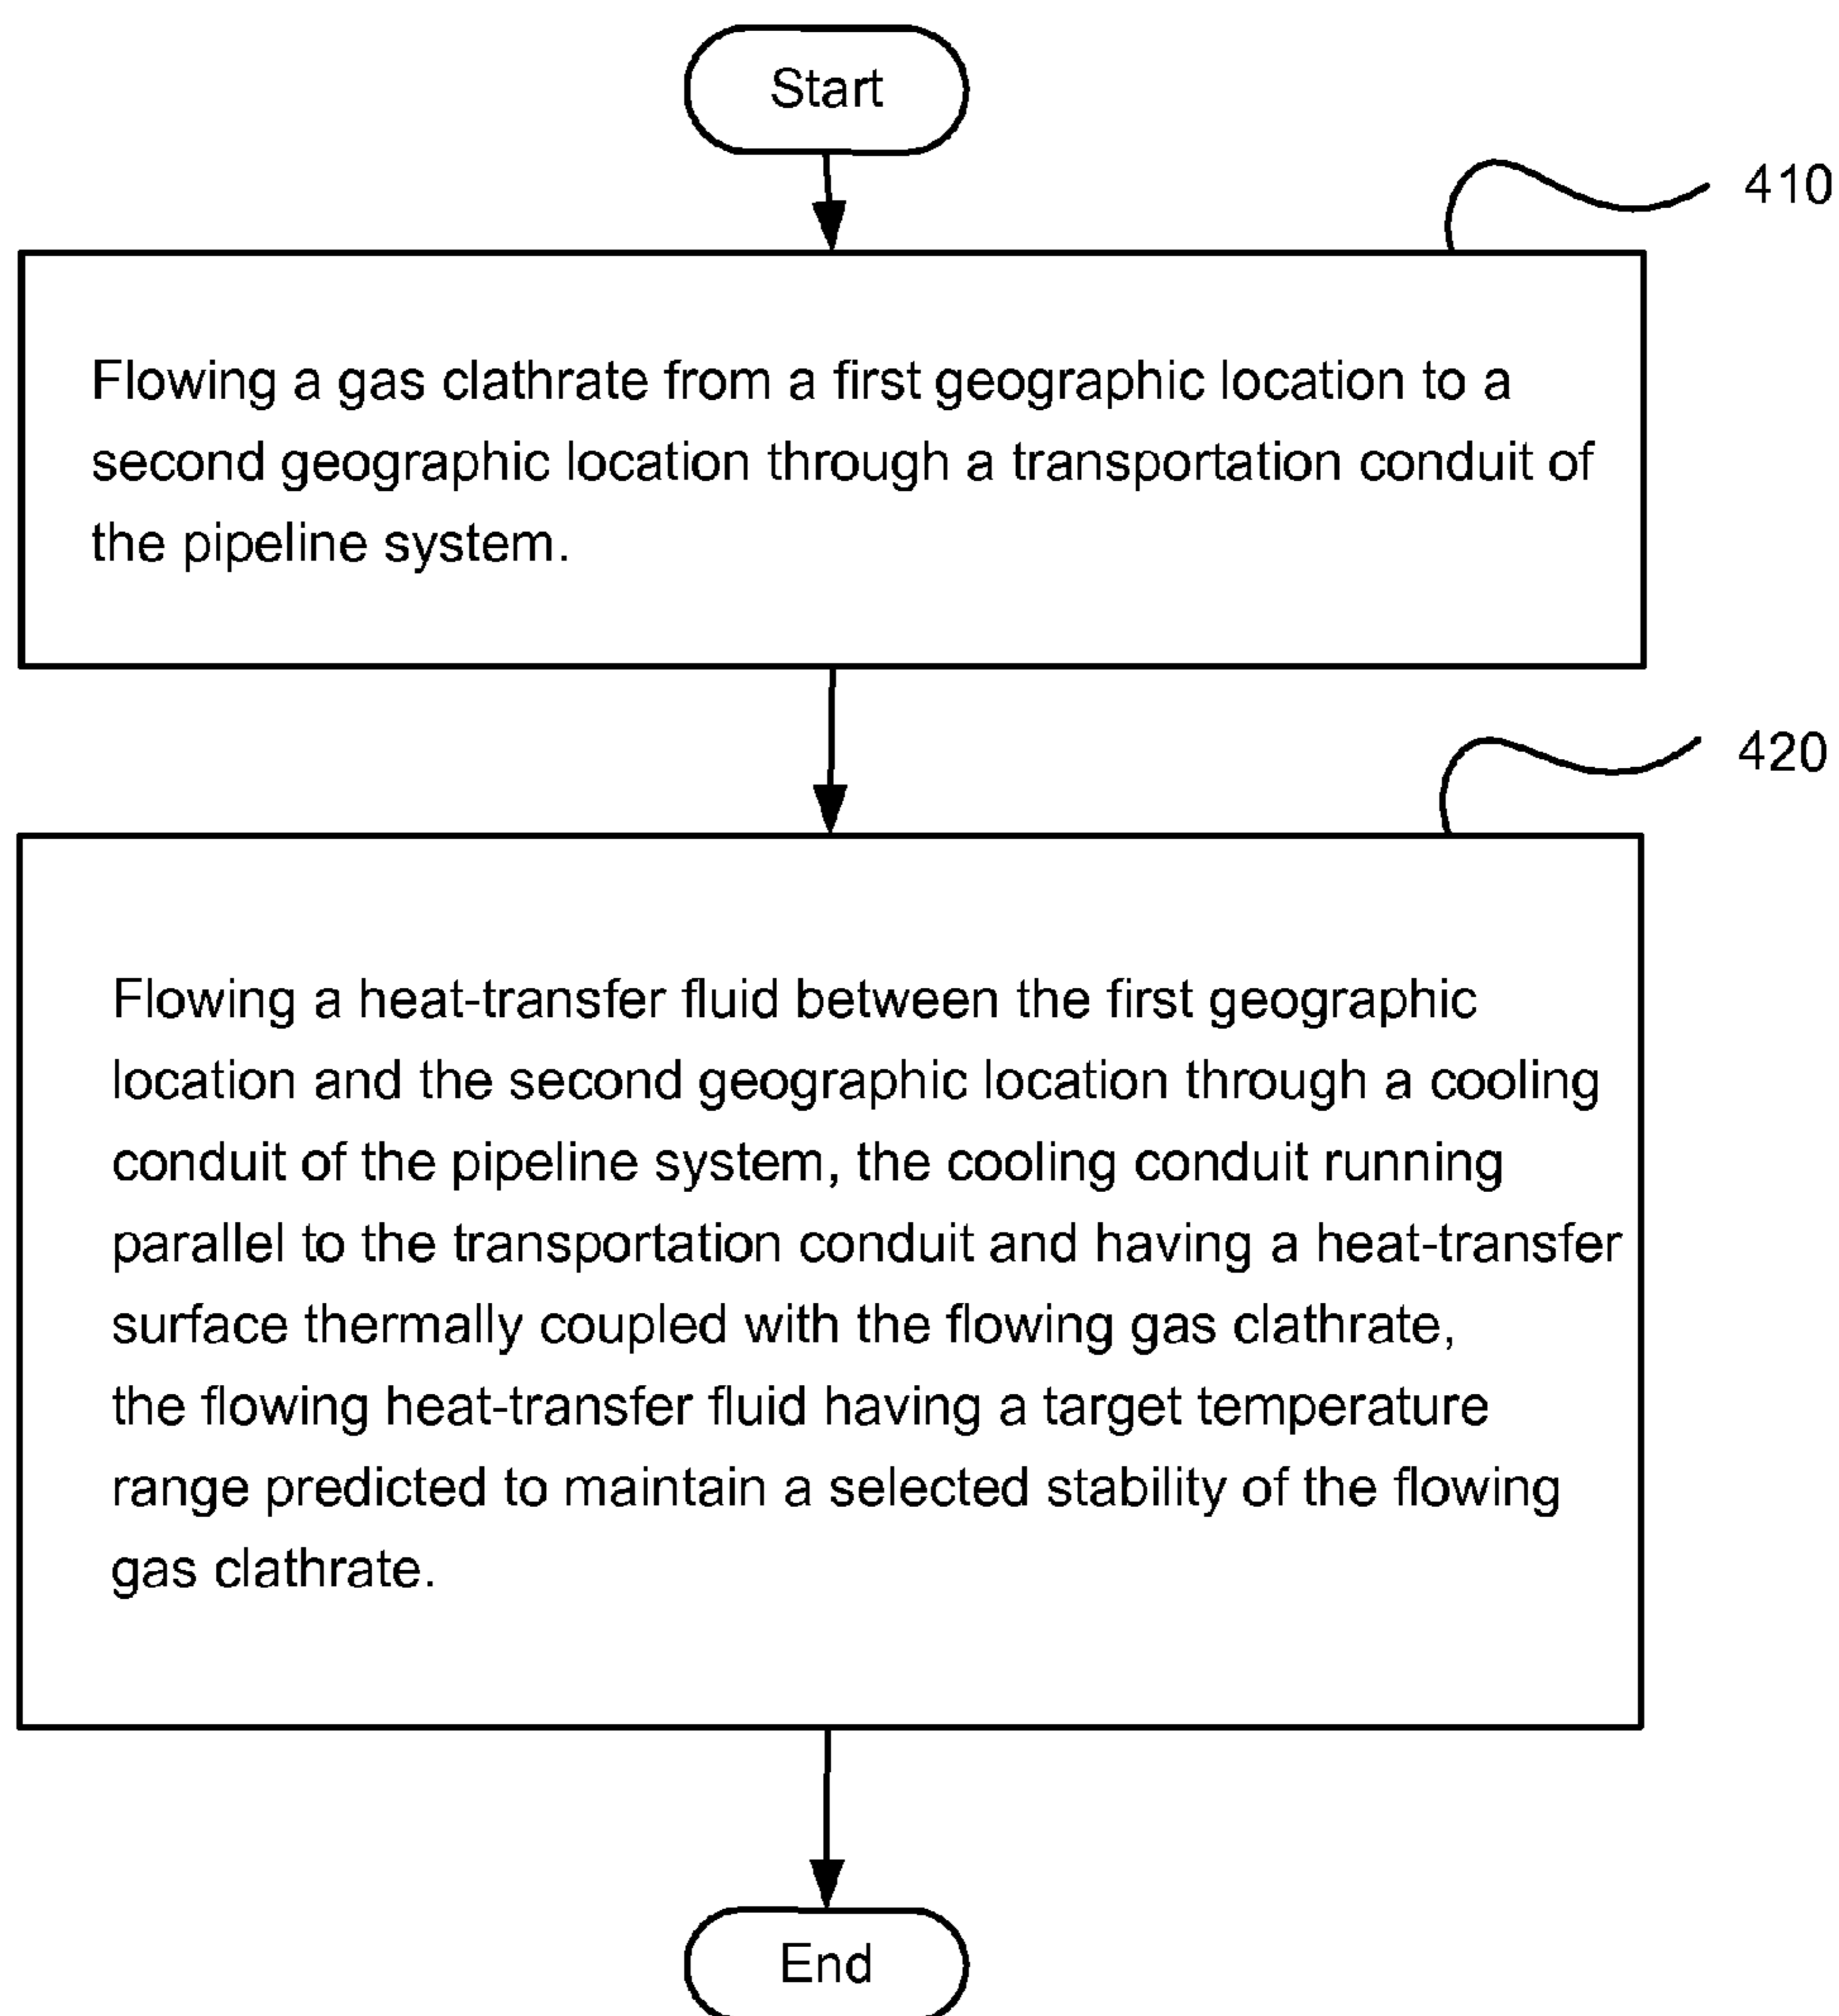 Start
410
Flowing a gas clathrate from a first geographic location to a
second geographic location through a transportation conduit of
the pipeline system.
420
Flowing a heat-transfer fluid between the first geographic
location and the second geographic location through a cooling
conduit of the pipeline system, the cooling conduit running
parallel to the transportation conduit and having a heat-transfer
surface thermally coupled with the flowing gas clathrate,
the flowing heat-transfer fluid having a target temperature
range predicted to maintain a selected stability of the flowing
gas clathrate.
End